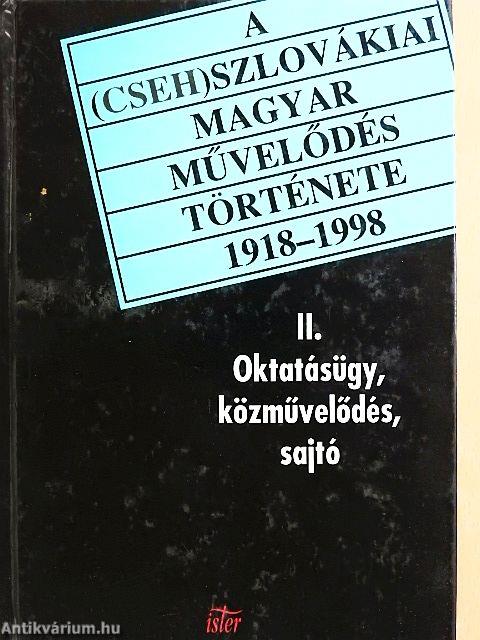 A
(CSEH)SZLOVÁKIAI
MAGYAR
MŰVELŐDÉS
TÖRTÉNETE
1918–1998
II.
Oktatásügy,
közművelődés,
sajtó
ister
Antikvárium.hu